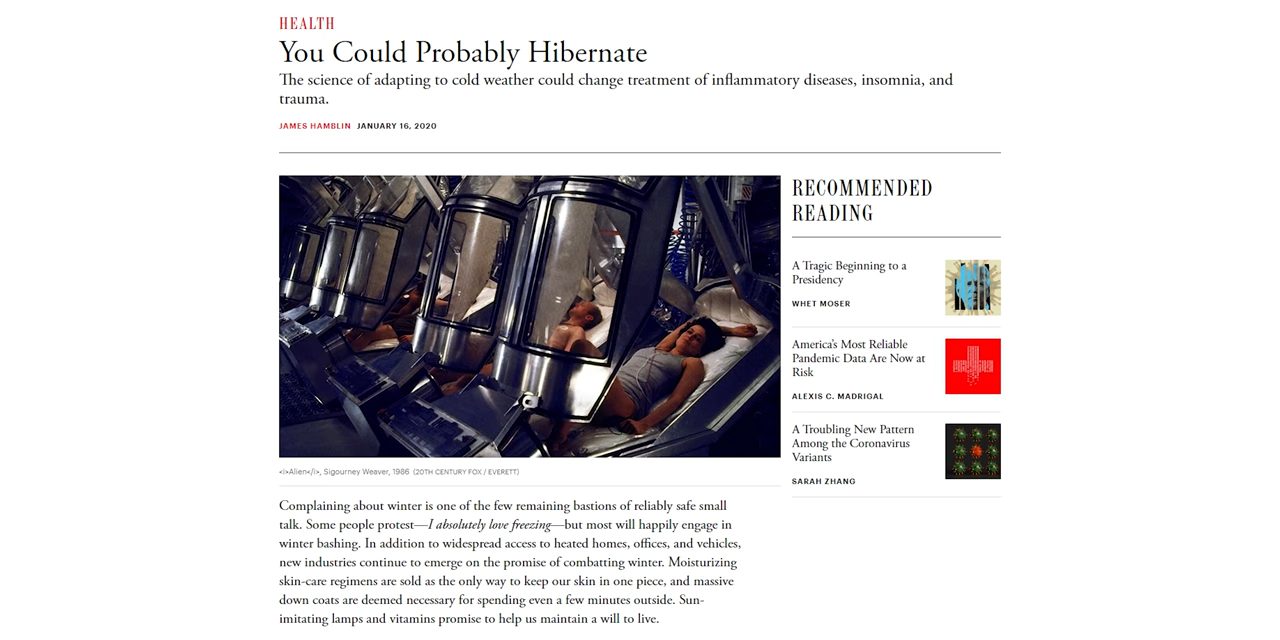 HEALTH
You Could Probably Hibernate
The science of adapting to cold weather could change treatment of inflammatory diseases, insomnia, and
trauma.
JAMES HAMBLIN JANUARY 16, 2020
<i>Alien</i>, Sigourney Weaver, 1986 (20TH CENTURY FOX / EVERETT)
Complaining about winter is one of the few remaining bastions of reliably safe small
talk. Some people protest—I absolutely love freezing—but most will happily engage in
winter bashing. In addition to widespread access to heated homes, offices, and vehicles,
new industries continue to emerge on the promise of combatting winter. Moisturizing
skin-care regimens are sold as the only way to keep our skin in one piece, and massive
down coats are deemed necessary for spending even a few minutes outside. Sun-
imitating lamps and vitamins promise to help us maintain a will to live.
RECOMMENDED
READING
A Tragic Beginning to a
Presidency
WHET MOSER
America's Most Reliable
Pandemic Data Are Now at
Risk
ALEXIS C. MADRIGAL
A Troubling New Pattern
Among the Coronavirus
Variants
SARAH ZHANG